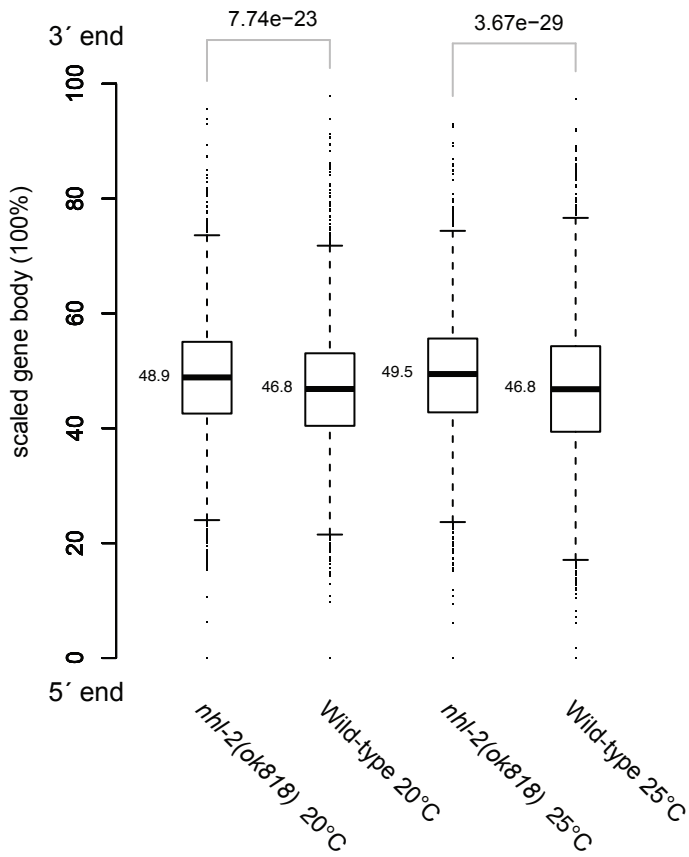 7.74e−23
3.67e−29
3´ end
100
80
60
40
20
0
scaled gene body (100%)
48.9
46.8
49.5
46.8
5´ end
nhl-2(ok818) 20°C
Wild-type 20°C
nhl-2(ok818) 25°C
Wild-type 25°C